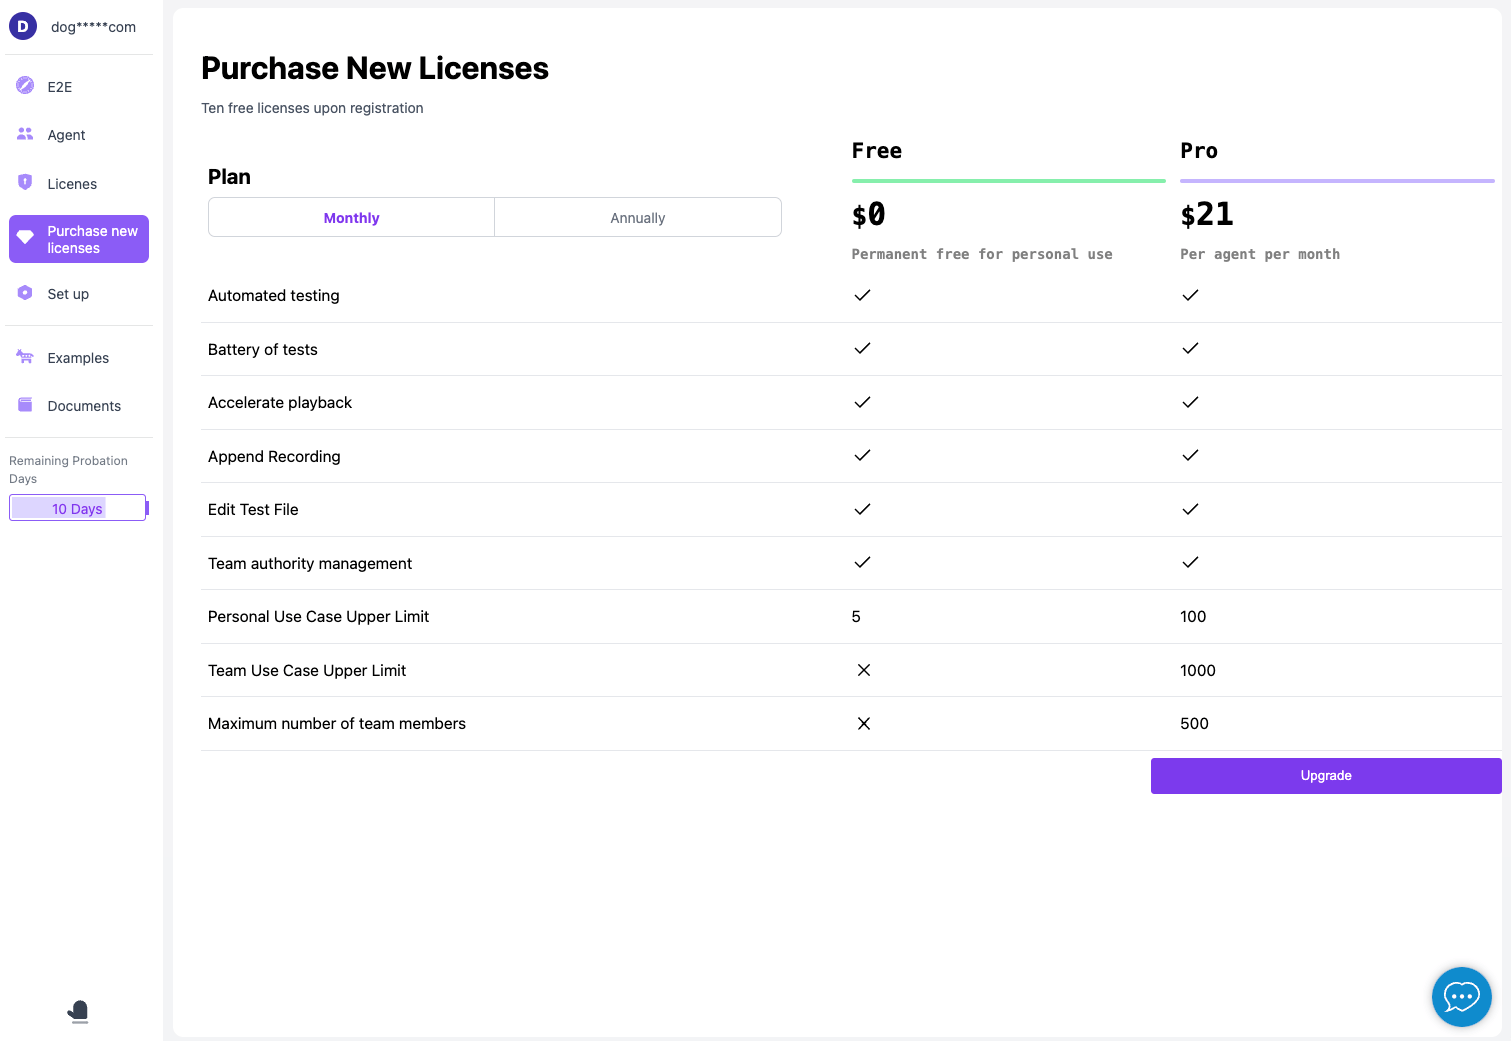 D
dog*****com
E2E
Agent
Licenes
Purchase new
licenses
Set up
Examples
Documents
Remaining Probation
Days
10 Days
Purchase New Licenses
Ten free licenses upon registration
Plan
Monthly
Annually
Free
$0
Permanent free for personal use
Pro
$21
Per agent per month
Automated testing
Battery of tests
Accelerate playback
Append Recording
Edit Test File
Team authority management
Personal Use Case Upper Limit 5 100
Team Use Case Upper Limit 1000
Maximum number of team members 500
Upgrade